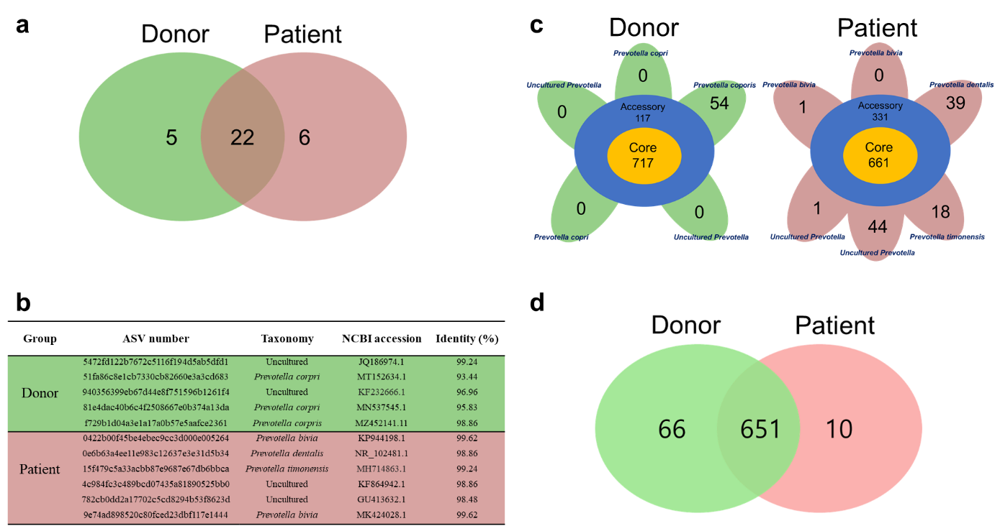 a
Donor
Patient
5
22
6
b
Group ASV number Taxonomy NCBI accession Identity (%)
Donor
5472fd122b7672c5116f194d5ab5dfd1 Uncultured JQ186974.1 99.24
51fa86c8e1cb7330cb82660e3a3cd683 Prevotella corpri MT152634.1 93.44
940356399eb67d44e8f751596b1261f4 Uncultured KF232666.1 96.96
81e4dac40b6c4f2508667e0b374a13da Prevotella corpri MN537545.1 95.83
f729b1d04a3e1a17a0b57e5aafce2361 Prevotella corpris MZ452141.11 98.86
Patient
0422b00f45be4ebec9cc3d000e005264 Prevotella bivia KP944198.1 99.62
0e6b63a4ee11e983c12637e3e31d5b34 Prevotella dentalis NR_102481.1 98.86
15f479c5a33acbb87e9687e67db6bbca Prevotella timonensis MH714863.1 99.24
4c984fc3c489bcd07435a81890525bb0 Uncultured KF864942.1 98.86
782cb0dd2a17702c5cd8294b53f8623d Uncultured GU413632.1 98.48
9e74ad898520c80fced23dbf117e1444 Prevotella bivia MK424028.1 99.62
c
Donor
Prevotella copri
0
Uncultured Prevotella
0
Prevotella coporis
54
Accessory
117
Core
717
0
Prevotella copri
0
Uncultured Prevotella
Patient
Prevotella bivia
0
Prevotella bivia
1
Prevotella dentalis
39
Accessory
331
Core
661
1
Uncultured Prevotella
44
Uncultured Prevotella
18
Prevotella timonensis
d
Donor
Patient
66
651
10